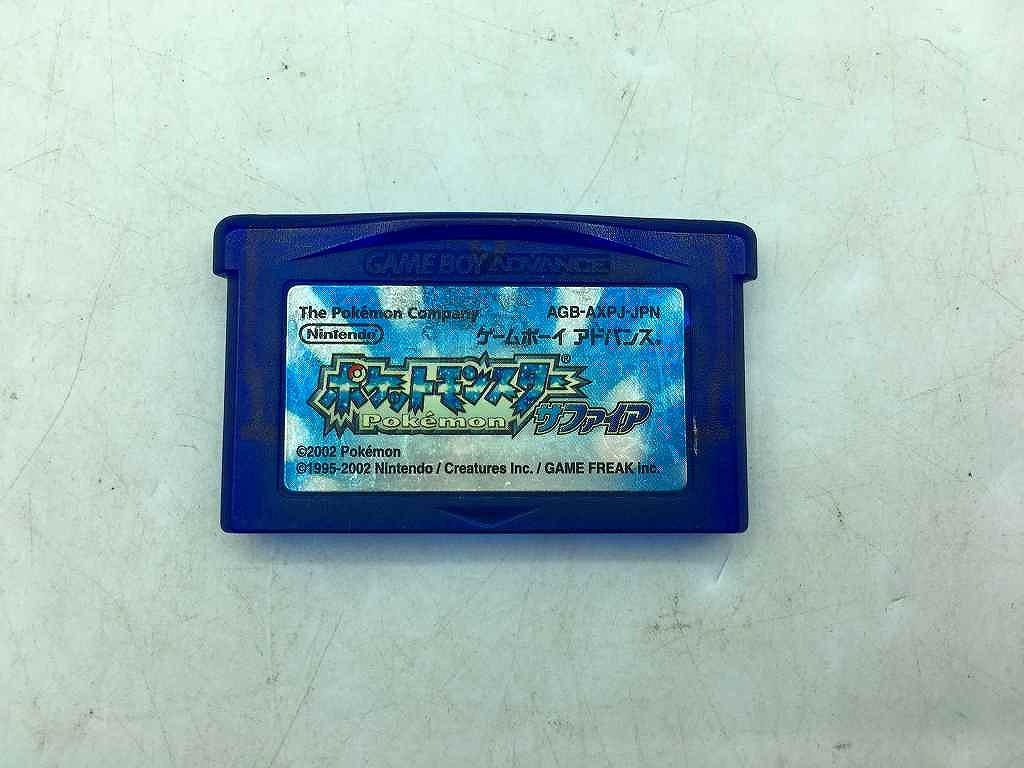 GAME BOY ADVANCE
The Pokémon Company AGB-AXPJ-JPN
Nintendo ゲームボーイ アドバンス®
ポケットモンスター®
Pokémon サファイア
©2002 Pokémon
©1995-2002 Nintendo / Creatures Inc. / GAME FREAK inc.